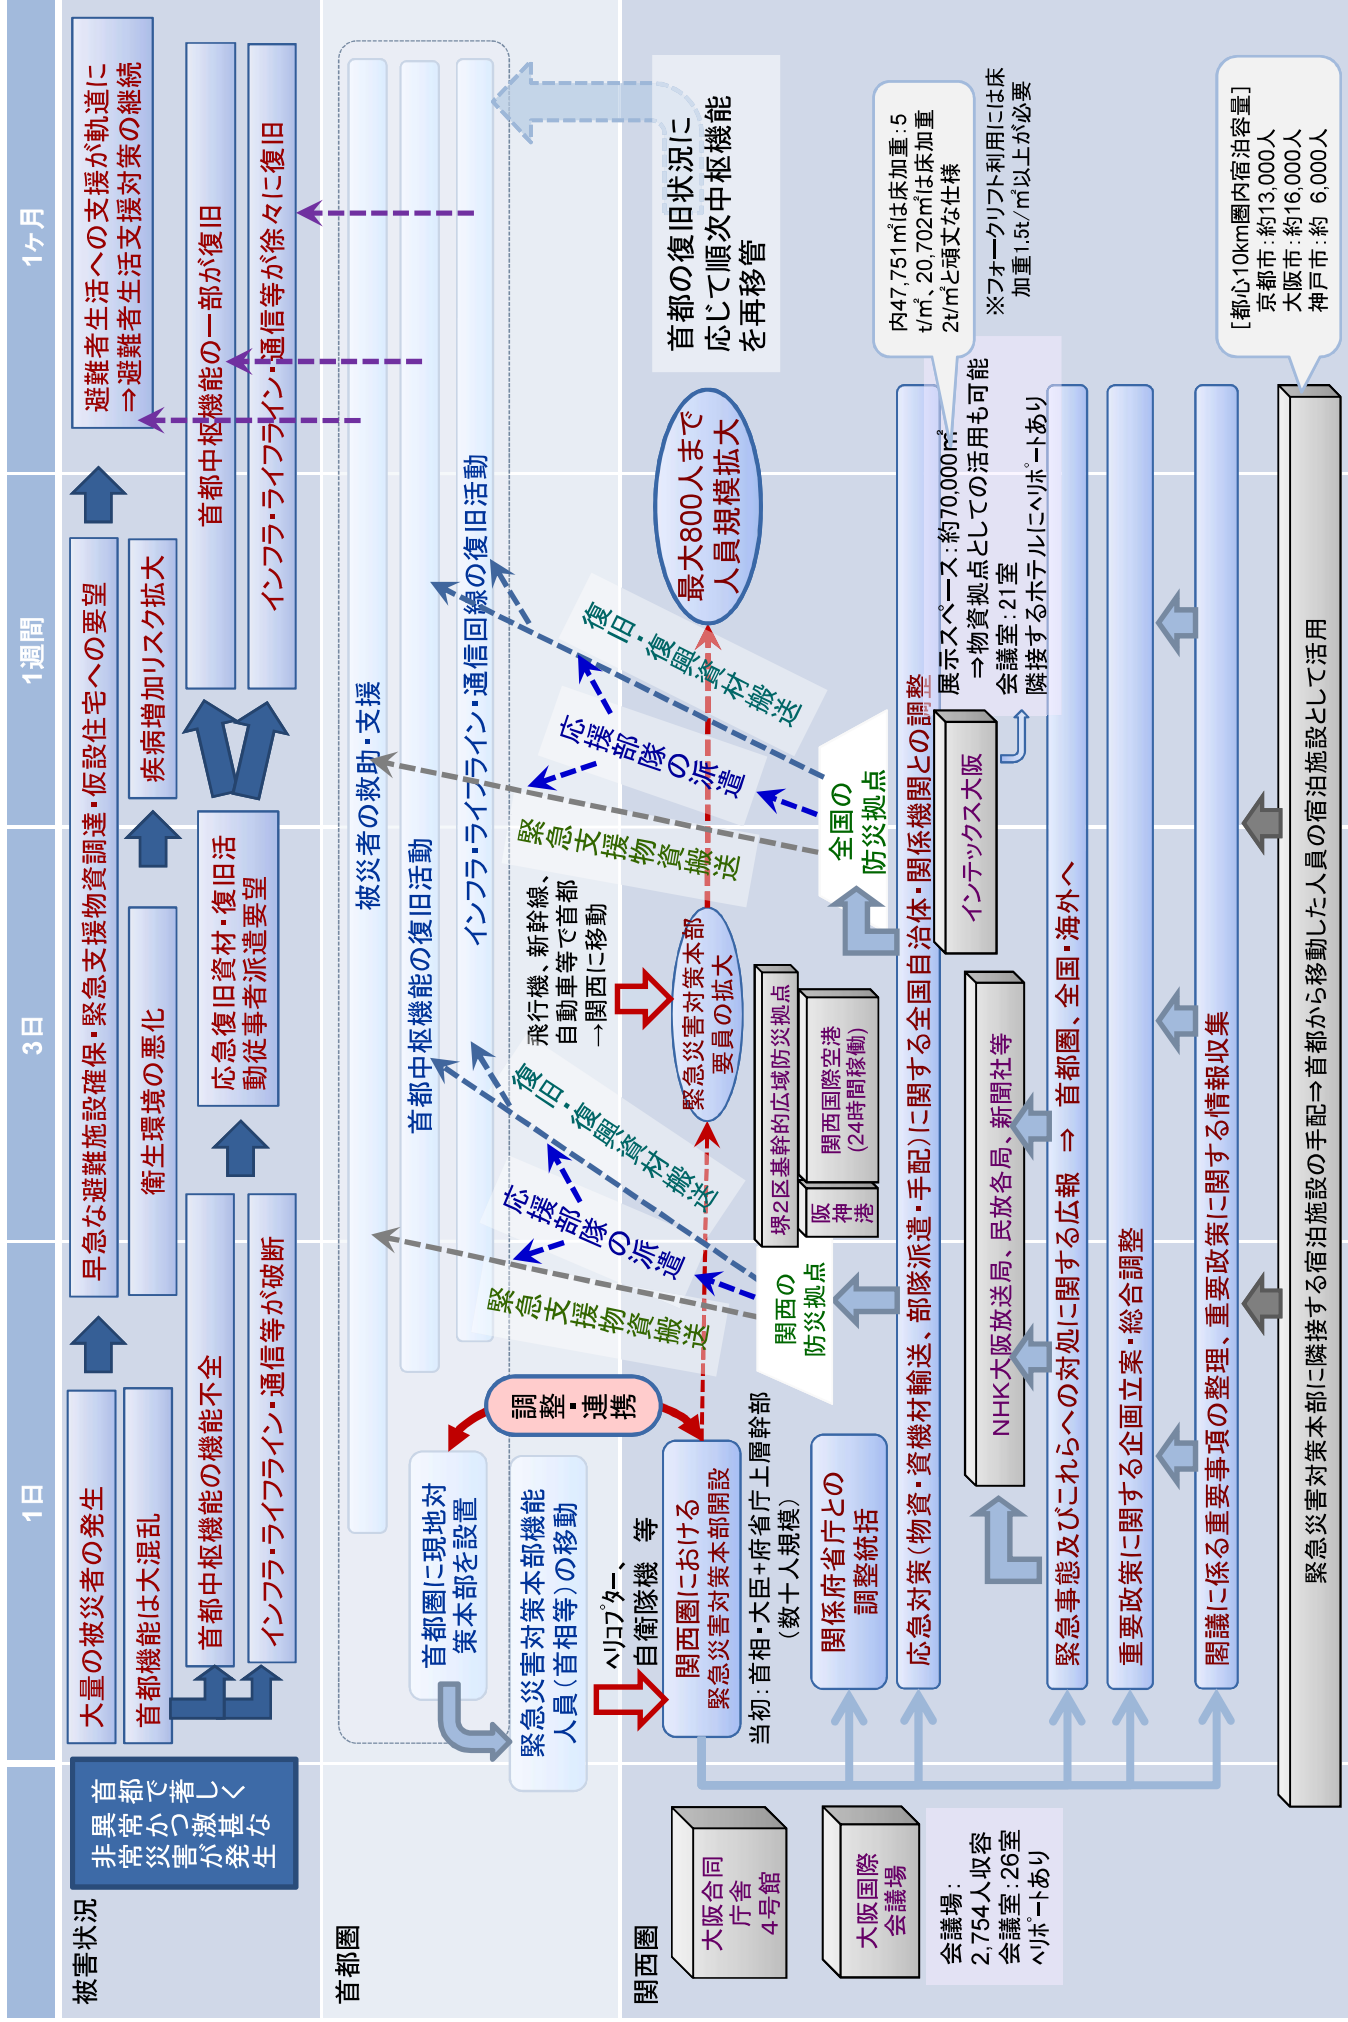 1日
3日
1週間
1ヶ月
被害状況
首都で著しく
異常かつ激甚な
非常災害が発生
大量の被災者の発生
首都機能は大混乱
首都中枢機能の機能不全
インフラ・ライフライン・通信等が破断
早急な避難施設確保・緊急支援物資調達・仮設住宅への要望
衛生環境の悪化
疾病増加リスク拡大
応急復旧資材・復旧活
動従事者派遣要望
避難者生活への支援が軌道に
⇒避難者生活支援対策の継続
首都中枢機能の一部が復旧
インフラ・ライフライン・通信等が徐々に復旧
首都圏
被災者の救助・支援
首都中枢機能の復旧活動
インフラ・ライフライン・通信回線の復旧活動
首都圏に現地対
策本部を設置
緊急災害対策本部機能
人員(首相等)の移動
調整・連携
ヘリコプター、
自衛隊機 等
緊急支援物資搬送
応援部隊の派遣
復旧・復興資材搬送
飛行機、新幹線、
自動車等で首都
→関西に移動
緊急支援物資搬送
応援部隊の派遣
復旧・復興資材搬送
首都の復旧状況に
応じて順次中枢機能
を再移管
関西圏
大阪合同
庁舎
4号館
関西圏における
緊急災害対策本部開設
当初:首相・大臣+府省庁上層幹部
(数十人規模)
緊急災害対策本部
要員の拡大
最大800人まで
人員規模拡大
関西の
防災拠点
堺2区基幹的広域防災拠点
阪神港
関西国際空港
(24時間稼働)
全国の
防災拠点
大阪国際
会議場
会議場:
2,754人収容
会議室:26室
ヘリポートあり
関係府省庁との
調整統括
応急対策(物資・資機材輸送、部隊派遣・手配)に関する全国自治体・関係機関との調整
インテックス大阪
展示スペース:約70,000㎡
⇒物資拠点としての活用も可能
会議室:21室
隣接するホテルにヘリポートあり
内47,751㎡は床加重:5
t/㎡、20,702㎡は床加重
2t/㎡と頑丈な仕様
※フォークリフト利用には床
加重1.5t/㎡以上が必要
NHK大阪放送局、民放各局、新聞社等
緊急事態及びこれらへの対処に関する広報 ⇒ 首都圏、全国・海外へ
重要政策に関する企画立案・総合調整
閣議に係る重要事項の整理、重要政策に関する情報収集
緊急災害対策本部に隣接する宿泊施設の手配⇒首都から移動した人員の宿泊施設として活用
[都心10km圏内宿泊容量]
京都市:約13,000人
大阪市:約16,000人
神戸市:約 6,000人